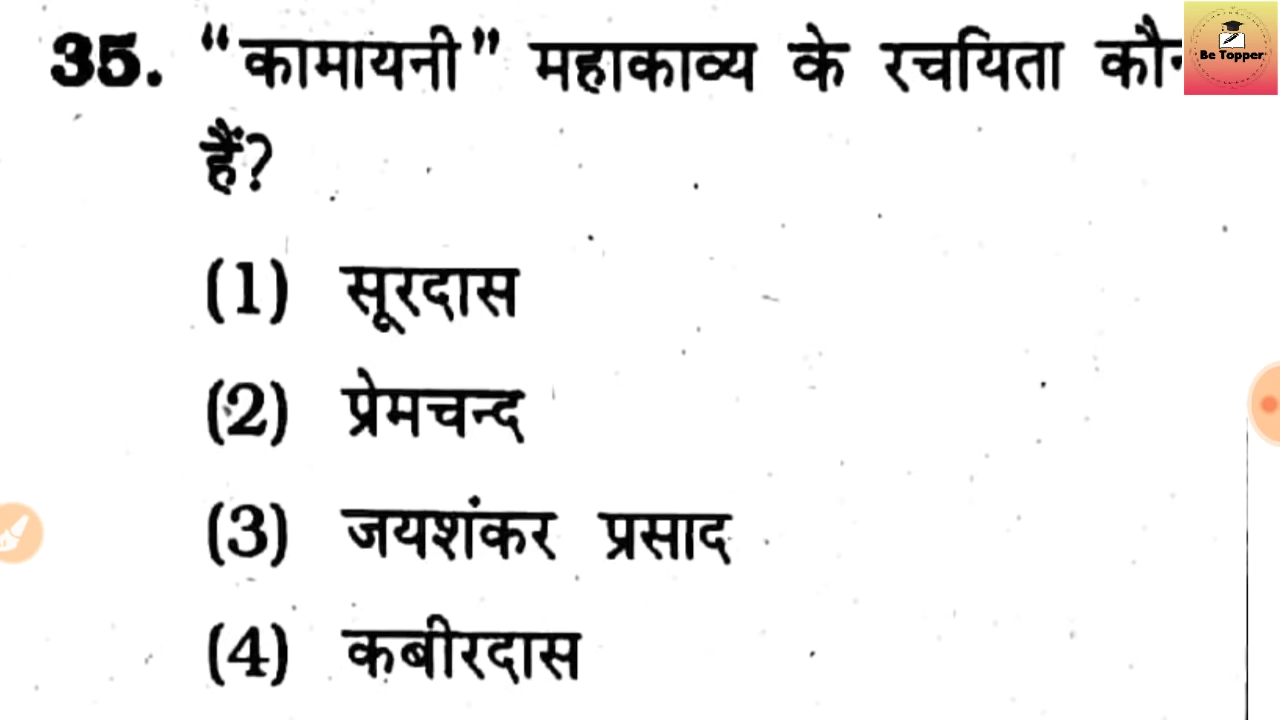 35. “कामायनी” महाकाव्य के रचयिता
हैं?
(1) सूरदास
(2) प्रेमचन्द
(3) जयशंकर प्रसाद
(4) कबीरदास
Be Topper